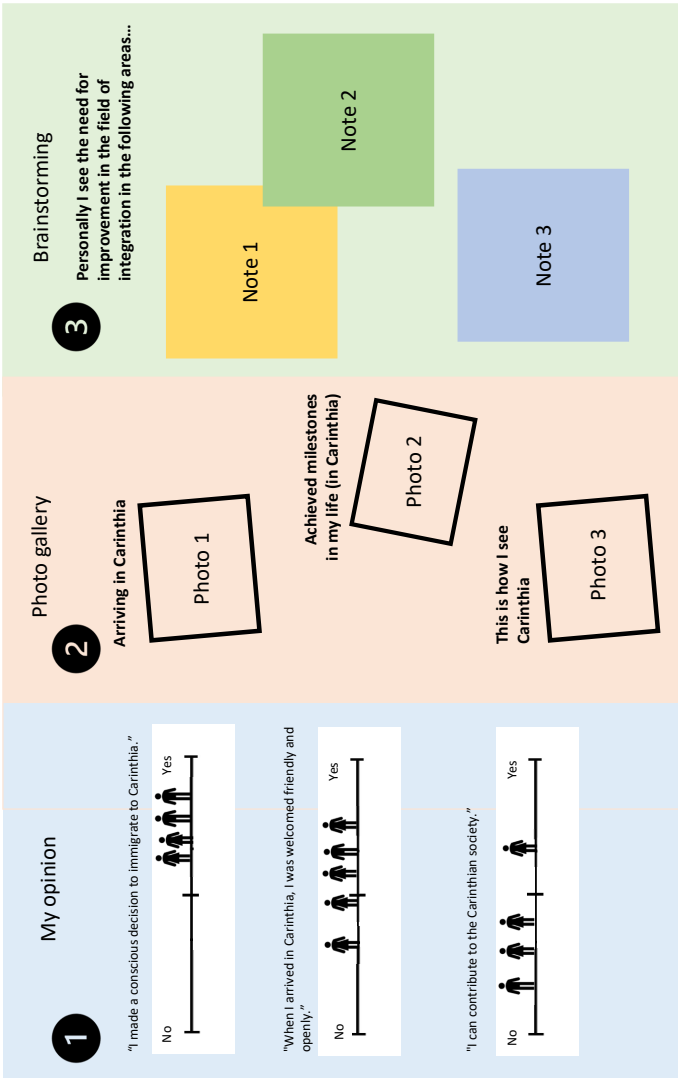 1
My opinion
“I made a conscious decision to immigrate to Carinthia.”
No
Yes
"When I arrived in Carinthia, I was welcomed friendly and
openly.”
No
Yes
"I can contribute to the Carinthian society.”
No
Yes
2
Photo gallery
Arriving in Carinthia
Photo 1
Achieved milestones
in my life (in Carinthia)
Photo 2
This is how I see
Carinthia
Photo 3
3
Brainstorming
Personally I see the need for
improvement in the field of
integration in the following areas…
Note 1
Note 2
Note 3